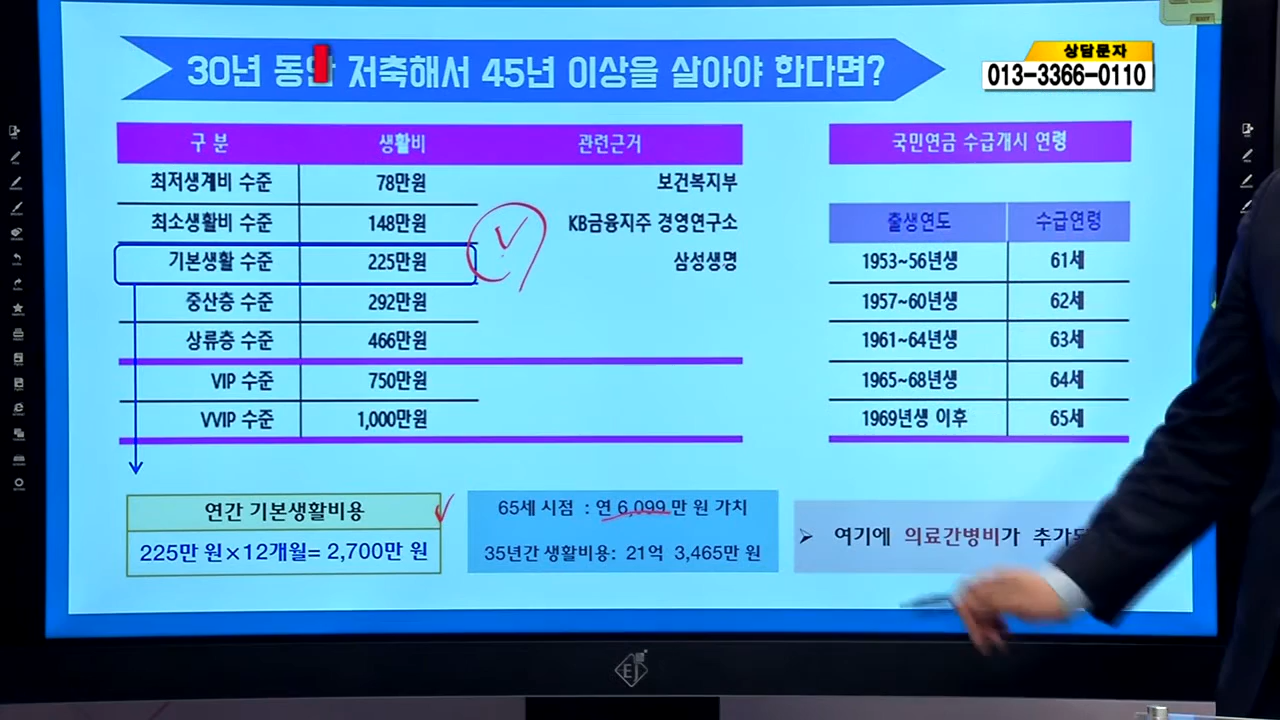 30년 동안 저축해서 45년 이상을 살아야 한다면?
상담문자
013-3366-0110
구 분 생활비 관련근거
최저생계비 수준 78만원 보건복지부
최소생활비 수준 148만원 KB금융지주 경영연구소
기본생활 수준 225만원 삼성생명
중산층 수준 292만원
상류층 수준 466만원
VIP 수준 750만원
VVIP 수준 1,000만원
국민연금 수급개시 연령
출생연도 수급연령
1953~56년생 61세
1957~60년생 62세
1961~64년생 63세
1965~68년생 64세
1969년생 이후 65세
연간 기본생활비용
225만 원×12개월= 2,700만 원
65세 시점 : 연 6,099 만 원 가치
35년간 생활비용: 21억 3,465만 원
➢ 여기에 의료간병비가